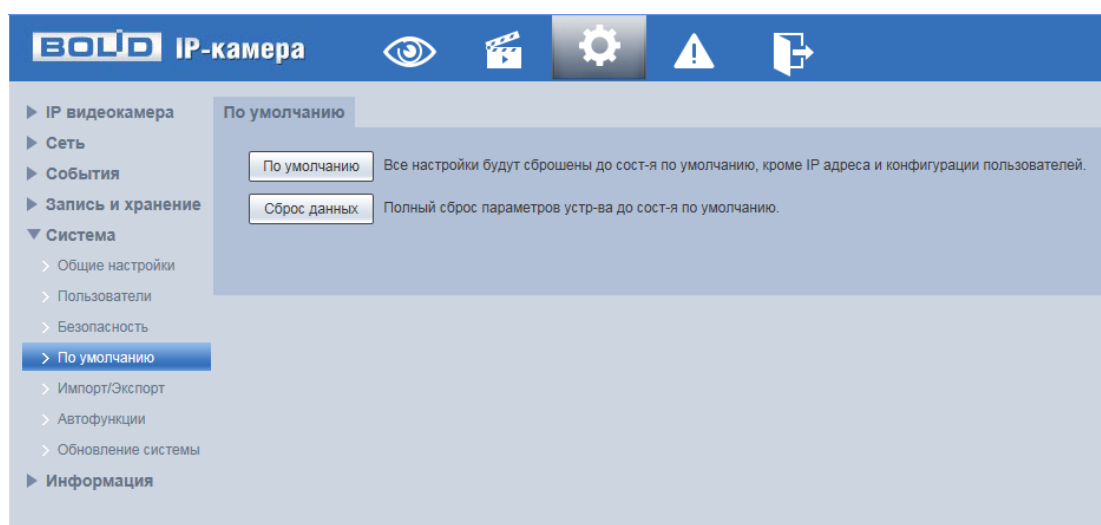 BOLID IP-камера
IP видеокамера
Сеть
События
Запись и хранение
Система
Общие настройки
Пользователи
Безопасность
По умолчанию
Импорт/Экспорт
Автофункции
Обновление системы
Информация
По умолчанию
По умолчанию Все настройки будут сброшены до сост-я по умолчанию, кроме IP адреса и конфигурации пользователей.
Сброс данных Полный сброс параметров устр-ва до сост-я по умолчанию.